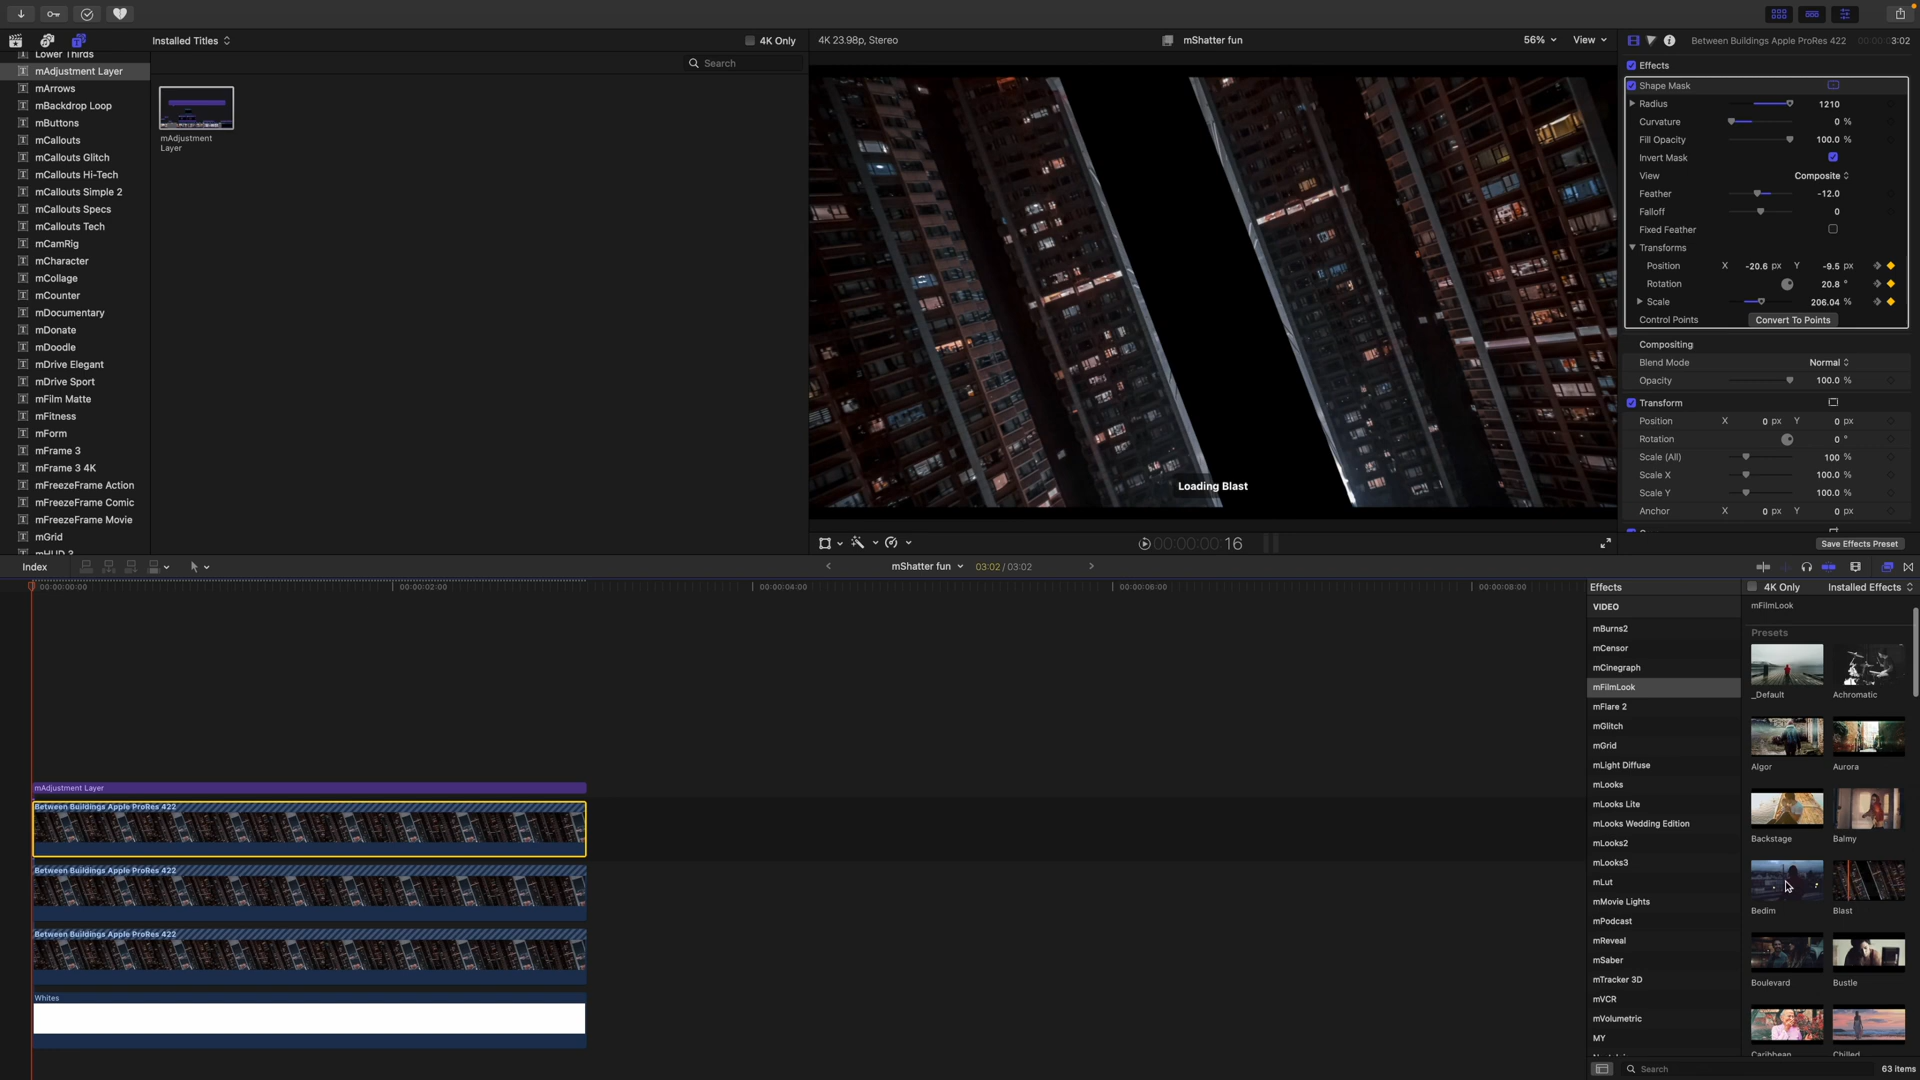 Installed Titles
4K Only
4K 23.98p, Stereo
mShatter fun
56%
View
Between Buildings Apple ProRes 422
3:02
Search
Lower Thirds
mAdjustment Layer
mArrows
mBackdrop Loop
mButtons
mCallouts
mCallouts Glitch
mCallouts Hi-Tech
mCallouts Simple 2
mCallouts Specs
mCallouts Tech
mCamRig
mCharacter
mCollage
mCounter
mDocumentary
mDonate
mDoodle
mDrive Elegant
mDrive Sport
mFilm Matte
mFitness
mForm
mFrame 3
mFrame 3 4K
mFreezeFrame Action
mFreezeFrame Comic
mFreezeFrame Movie
mGrid
mHUD 3
mAdjustment
Layer
Loading Blast
00:00:00:16
Effects
Shape Mask
Radius 1210
Curvature 0 %
Fill Opacity 100.0 %
Invert Mask
View Composite
Feather -12.0
Falloff 0
Fixed Feather
Transforms
Position X -20.6 px Y -9.5 px
Rotation 20.8 °
Scale 206.04 %
Control Points Convert To Points
Compositing
Blend Mode Normal
Opacity 100.0 %
Transform
Position X 0 px Y 0 px
Rotation 0 °
Scale (All) 100 %
Scale X 100.0 %
Scale Y 100.0 %
Anchor X 0 px Y 0 px
Save Effects Preset
Index
mShatter fun
03:02 / 03:02
00:00:00:00
00:00:02:00
00:00:04:00
00:00:06:00
00:00:08:00
mAdjustment Layer
Between Buildings Apple ProRes 422
Between Buildings Apple ProRes 422
Between Buildings Apple ProRes 422
Whites
Effects
4K Only
Installed Effects
VIDEO
mBurns2
mCensor
mCinegraph
mFilmLook
mFlare 2
mGlitch
mGrid
mLight Diffuse
mLooks
mLooks Lite
mLooks Wedding Edition
mLooks2
mLooks3
mLut
mMovie Lights
mPodcast
mReveal
mSaber
mTracker 3D
mVCR
mVolumetric
MY
mFilmLook
Presets
_Default
Achromatic
Algor
Aurora
Backstage
Balmy
Bedim
Blast
Boulevard
Bustle
Caribbean
Chilled
Search
63 items